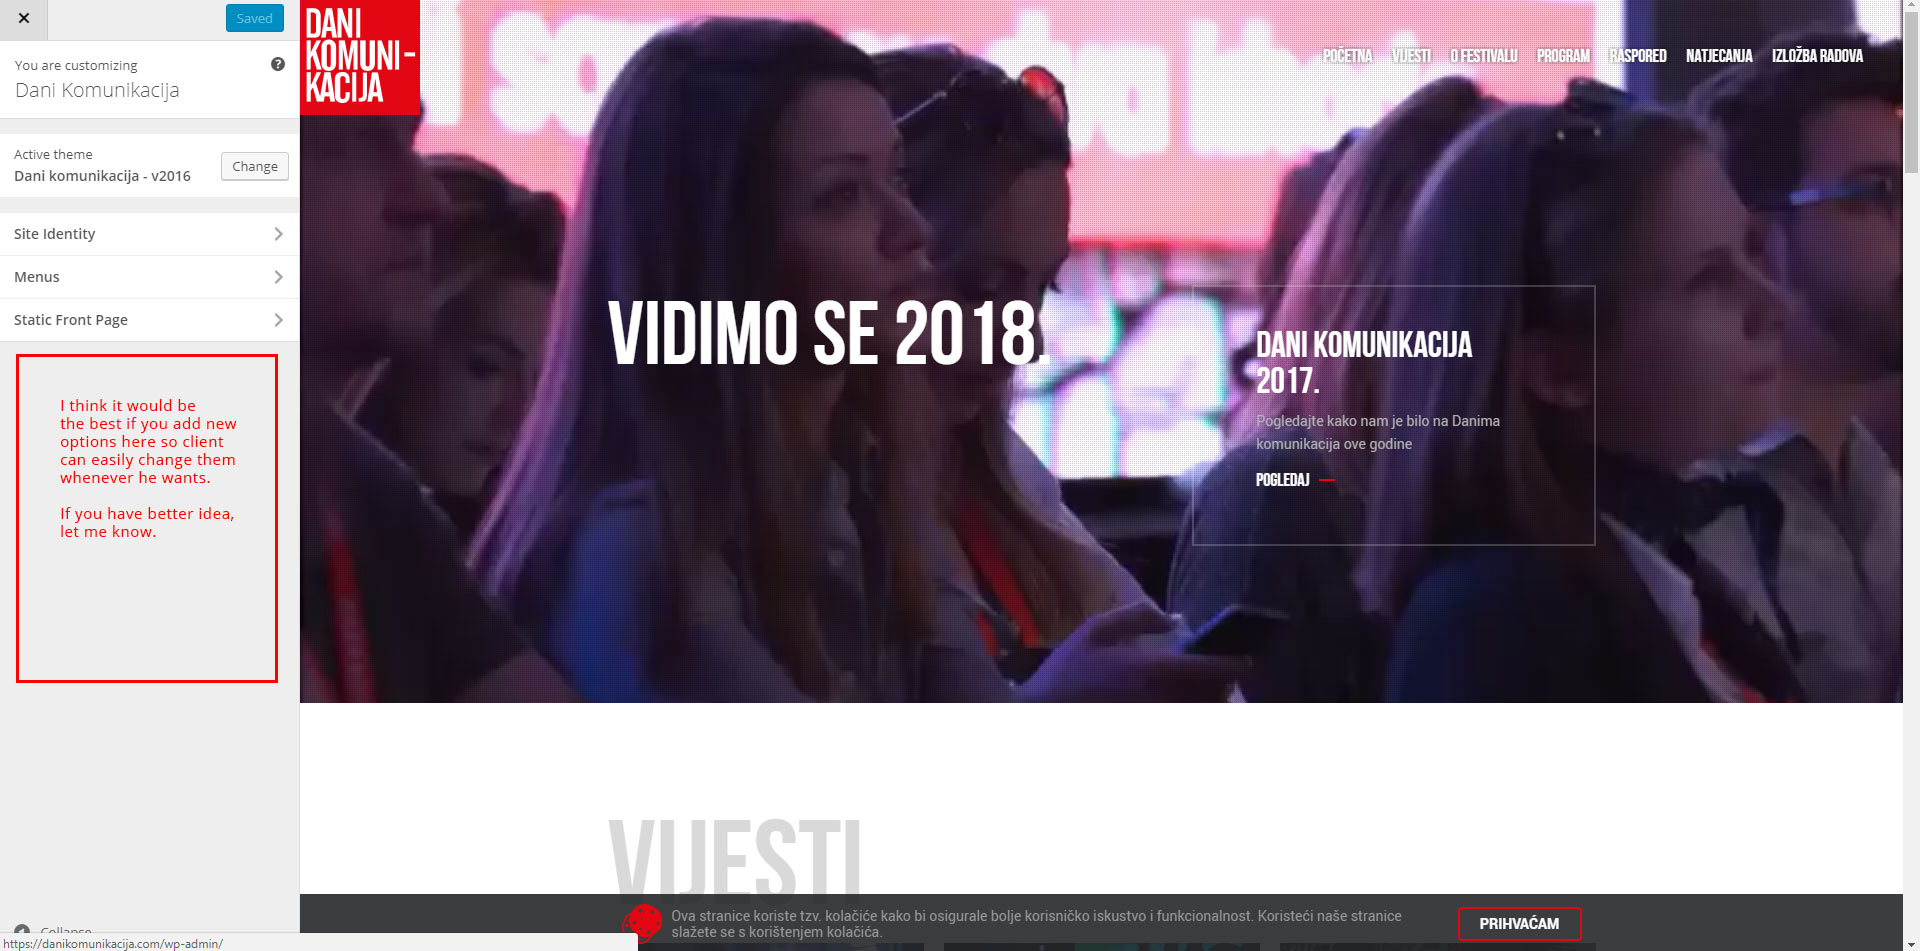 Saved
You are customizing
Dani Komunikacija
Active theme
Dani komunikacija - v2016
Change
Site Identity
Menus
Static Front Page
I think it would be
the best if you add new
options here so client
can easily change them
whenever he wants.
If you have better idea,
let me know.
Collapse
https://danikomunikacija.com/wp-admin/
DANI
KOMUNI-
KACIJA
POČETNA VIJESTI O FESTIVALU PROGRAM RASPORED NATJECANJA IZLOŽBA RADOVA
VIDIMO SE 2018.
DANI KOMUNIKACIJA
2017.
Pogledajte kako nam je bilo na Danima
komunikacija ove godine
POGLEDAJ
VIJESTI
Ova stranice koriste tzv. kolačiće kako bi osigurale bolje korisničko iskustvo i funkcionalnost. Koristeći naše stranice
slažete se s korištenjem kolačića.
PRIHVAĆAM